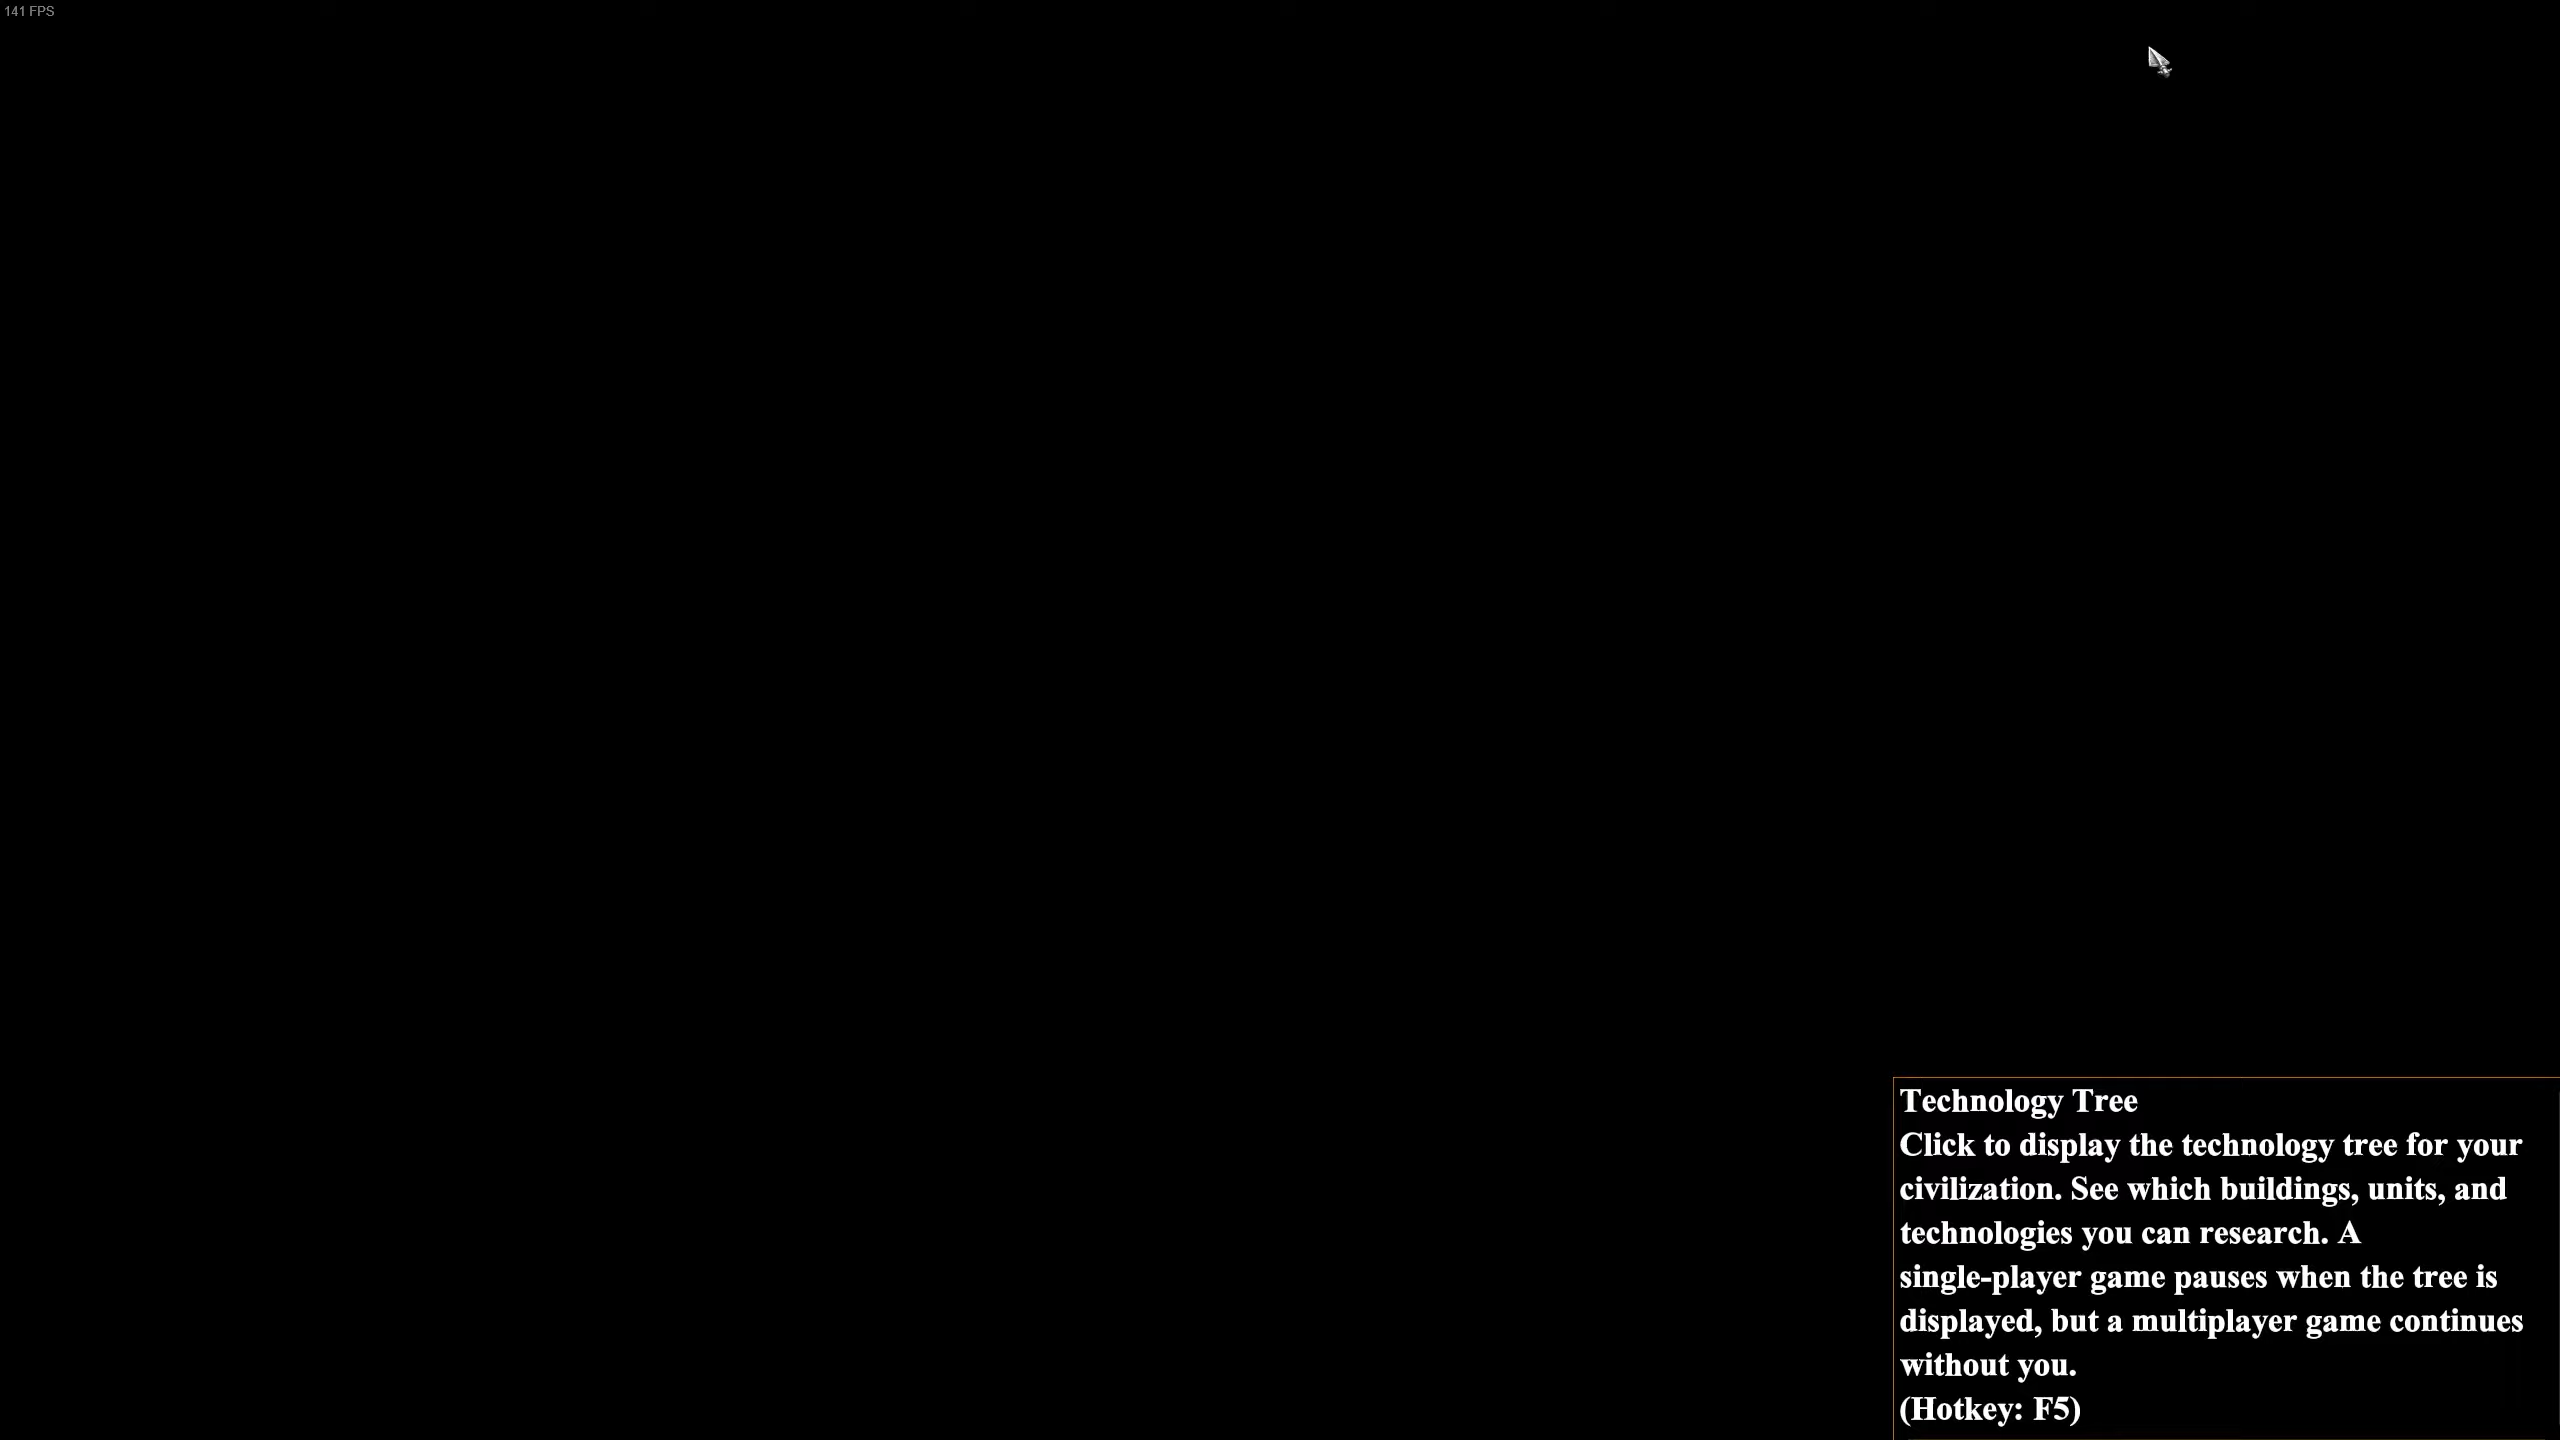 141 FPS
Technology Tree
Click to display the technology tree for your
civilization. See which buildings, units, and
technologies you can research. A
single-player game pauses when the tree is
displayed, but a multiplayer game continues
without you.
(Hotkey: F5)